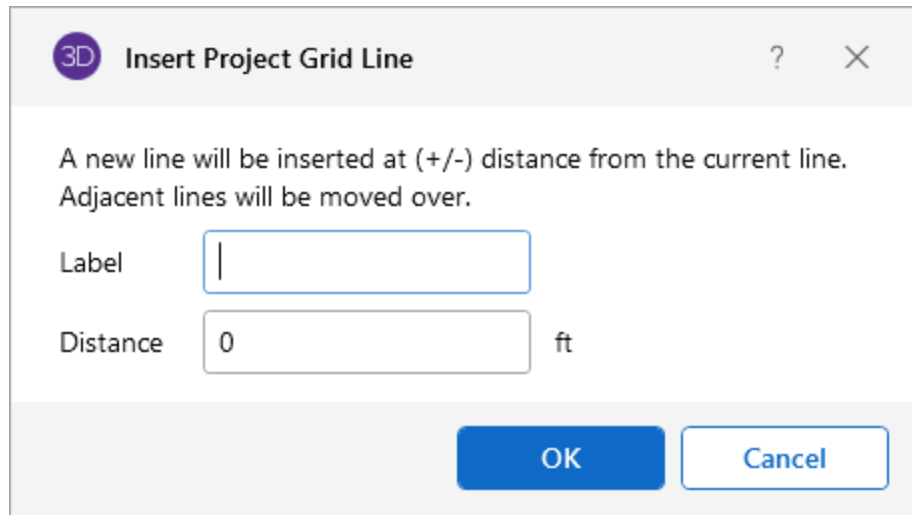 3D Insert Project Grid Line ?
A new line will be inserted at (+/-) distance from the current line.
Adjacent lines will be moved over.
Label
Distance 0 ft
OK Cancel